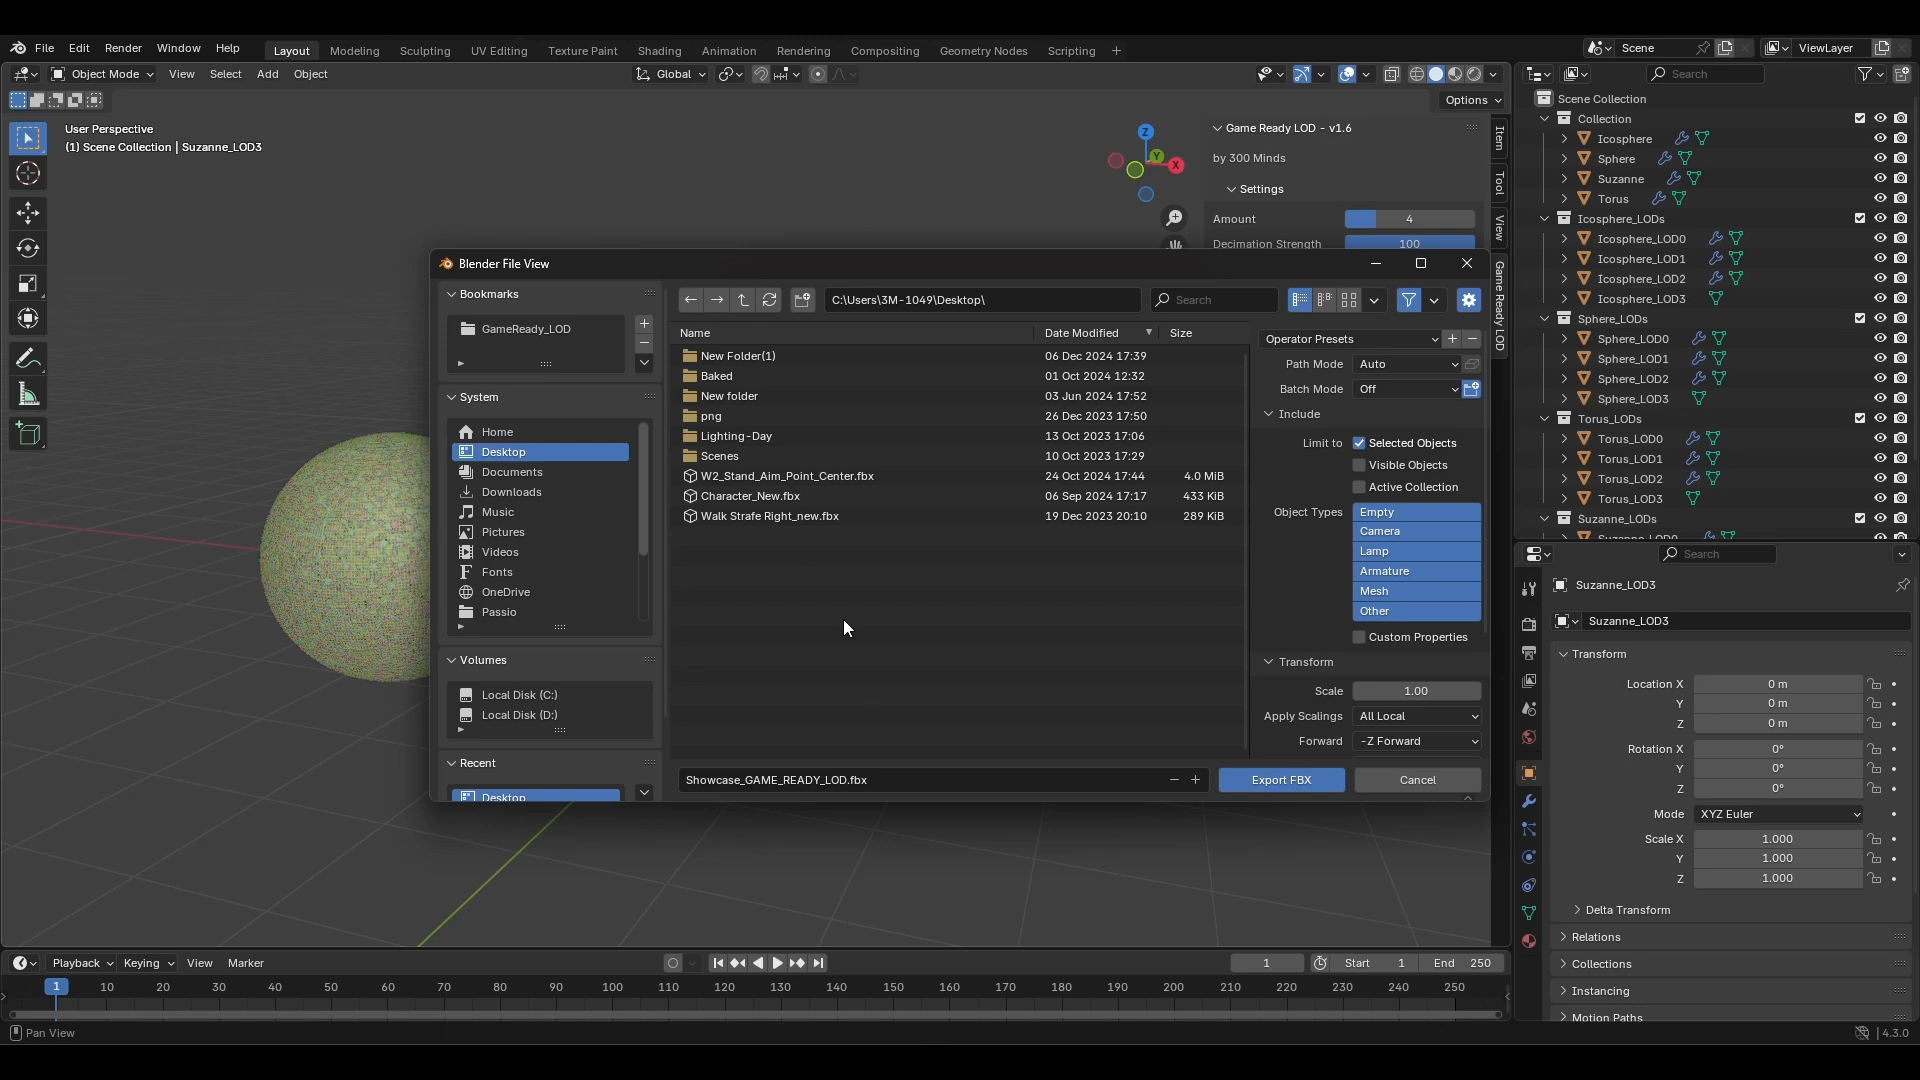 File Edit Render Window Help Layout Modeling Sculpting UV Editing Texture Paint Shading Animation Rendering Compositing Geometry Nodes Scripting + Scene ViewLayer
Object Mode View Select Add Object Global Search
Options
User Perspective
(1) Scene Collection | Suzanne_LOD3
Z
Y
X
Game Ready LOD - v1.6
by 300 Minds
Settings
Amount 4
Decimation Strength 100
Item
Tool
View
Game Ready LOD
Scene Collection
Collection
Icosphere
Sphere
Suzanne
Torus
Icosphere_LODs
Icosphere_LOD0
Icosphere_LOD1
Icosphere_LOD2
Icosphere_LOD3
Sphere_LODs
Sphere_LOD0
Sphere_LOD1
Sphere_LOD2
Sphere_LOD3
Torus_LODs
Torus_LOD0
Torus_LOD1
Torus_LOD2
Torus_LOD3
Suzanne_LODs
Suzanne_LOD0
Blender File View
Bookmarks
GameReady_LOD
System
Home
Desktop
Documents
Downloads
Music
Pictures
Videos
Fonts
OneDrive
Passio
Volumes
Local Disk (C:)
Local Disk (D:)
Recent
Desktop
C:\Users\3M-1049\Desktop\ Search
Name Date Modified Size
New Folder(1) 06 Dec 2024 17:39
Baked 01 Oct 2024 12:32
New folder 03 Jun 2024 17:52
png 26 Dec 2023 17:50
Lighting-Day 13 Oct 2023 17:06
Scenes 10 Oct 2023 17:29
W2_Stand_Aim_Point_Center.fbx 24 Oct 2024 17:44 4.0 MiB
Character_New.fbx 06 Sep 2024 17:17 433 KiB
Walk Strafe Right_new.fbx 19 Dec 2023 20:10 289 KiB
Operator Presets
Path Mode Auto
Batch Mode Off
Include
Limit to Selected Objects
Visible Objects
Active Collection
Object Types Empty
Camera
Lamp
Armature
Mesh
Other
Custom Properties
Transform
Scale 1.00
Apply Scalings All Local
Forward -Z Forward
Showcase_GAME_READY_LOD.fbx Export FBX Cancel
Search
Suzanne_LOD3
Suzanne_LOD3
Transform
Location X 0 m
Y 0 m
Z 0 m
Rotation X 0°
Y 0°
Z 0°
Mode XYZ Euler
Scale X 1.000
Y 1.000
Z 1.000
Delta Transform
Relations
Collections
Instancing
Motion Paths
Playback Keying View Marker 1 Start 1 End 250
1 10 20 30 40 50 60 70 80 90 100 110 120 130 140 150 160 170 180 190 200 210 220 230 240 250
Pan View 4.3.0